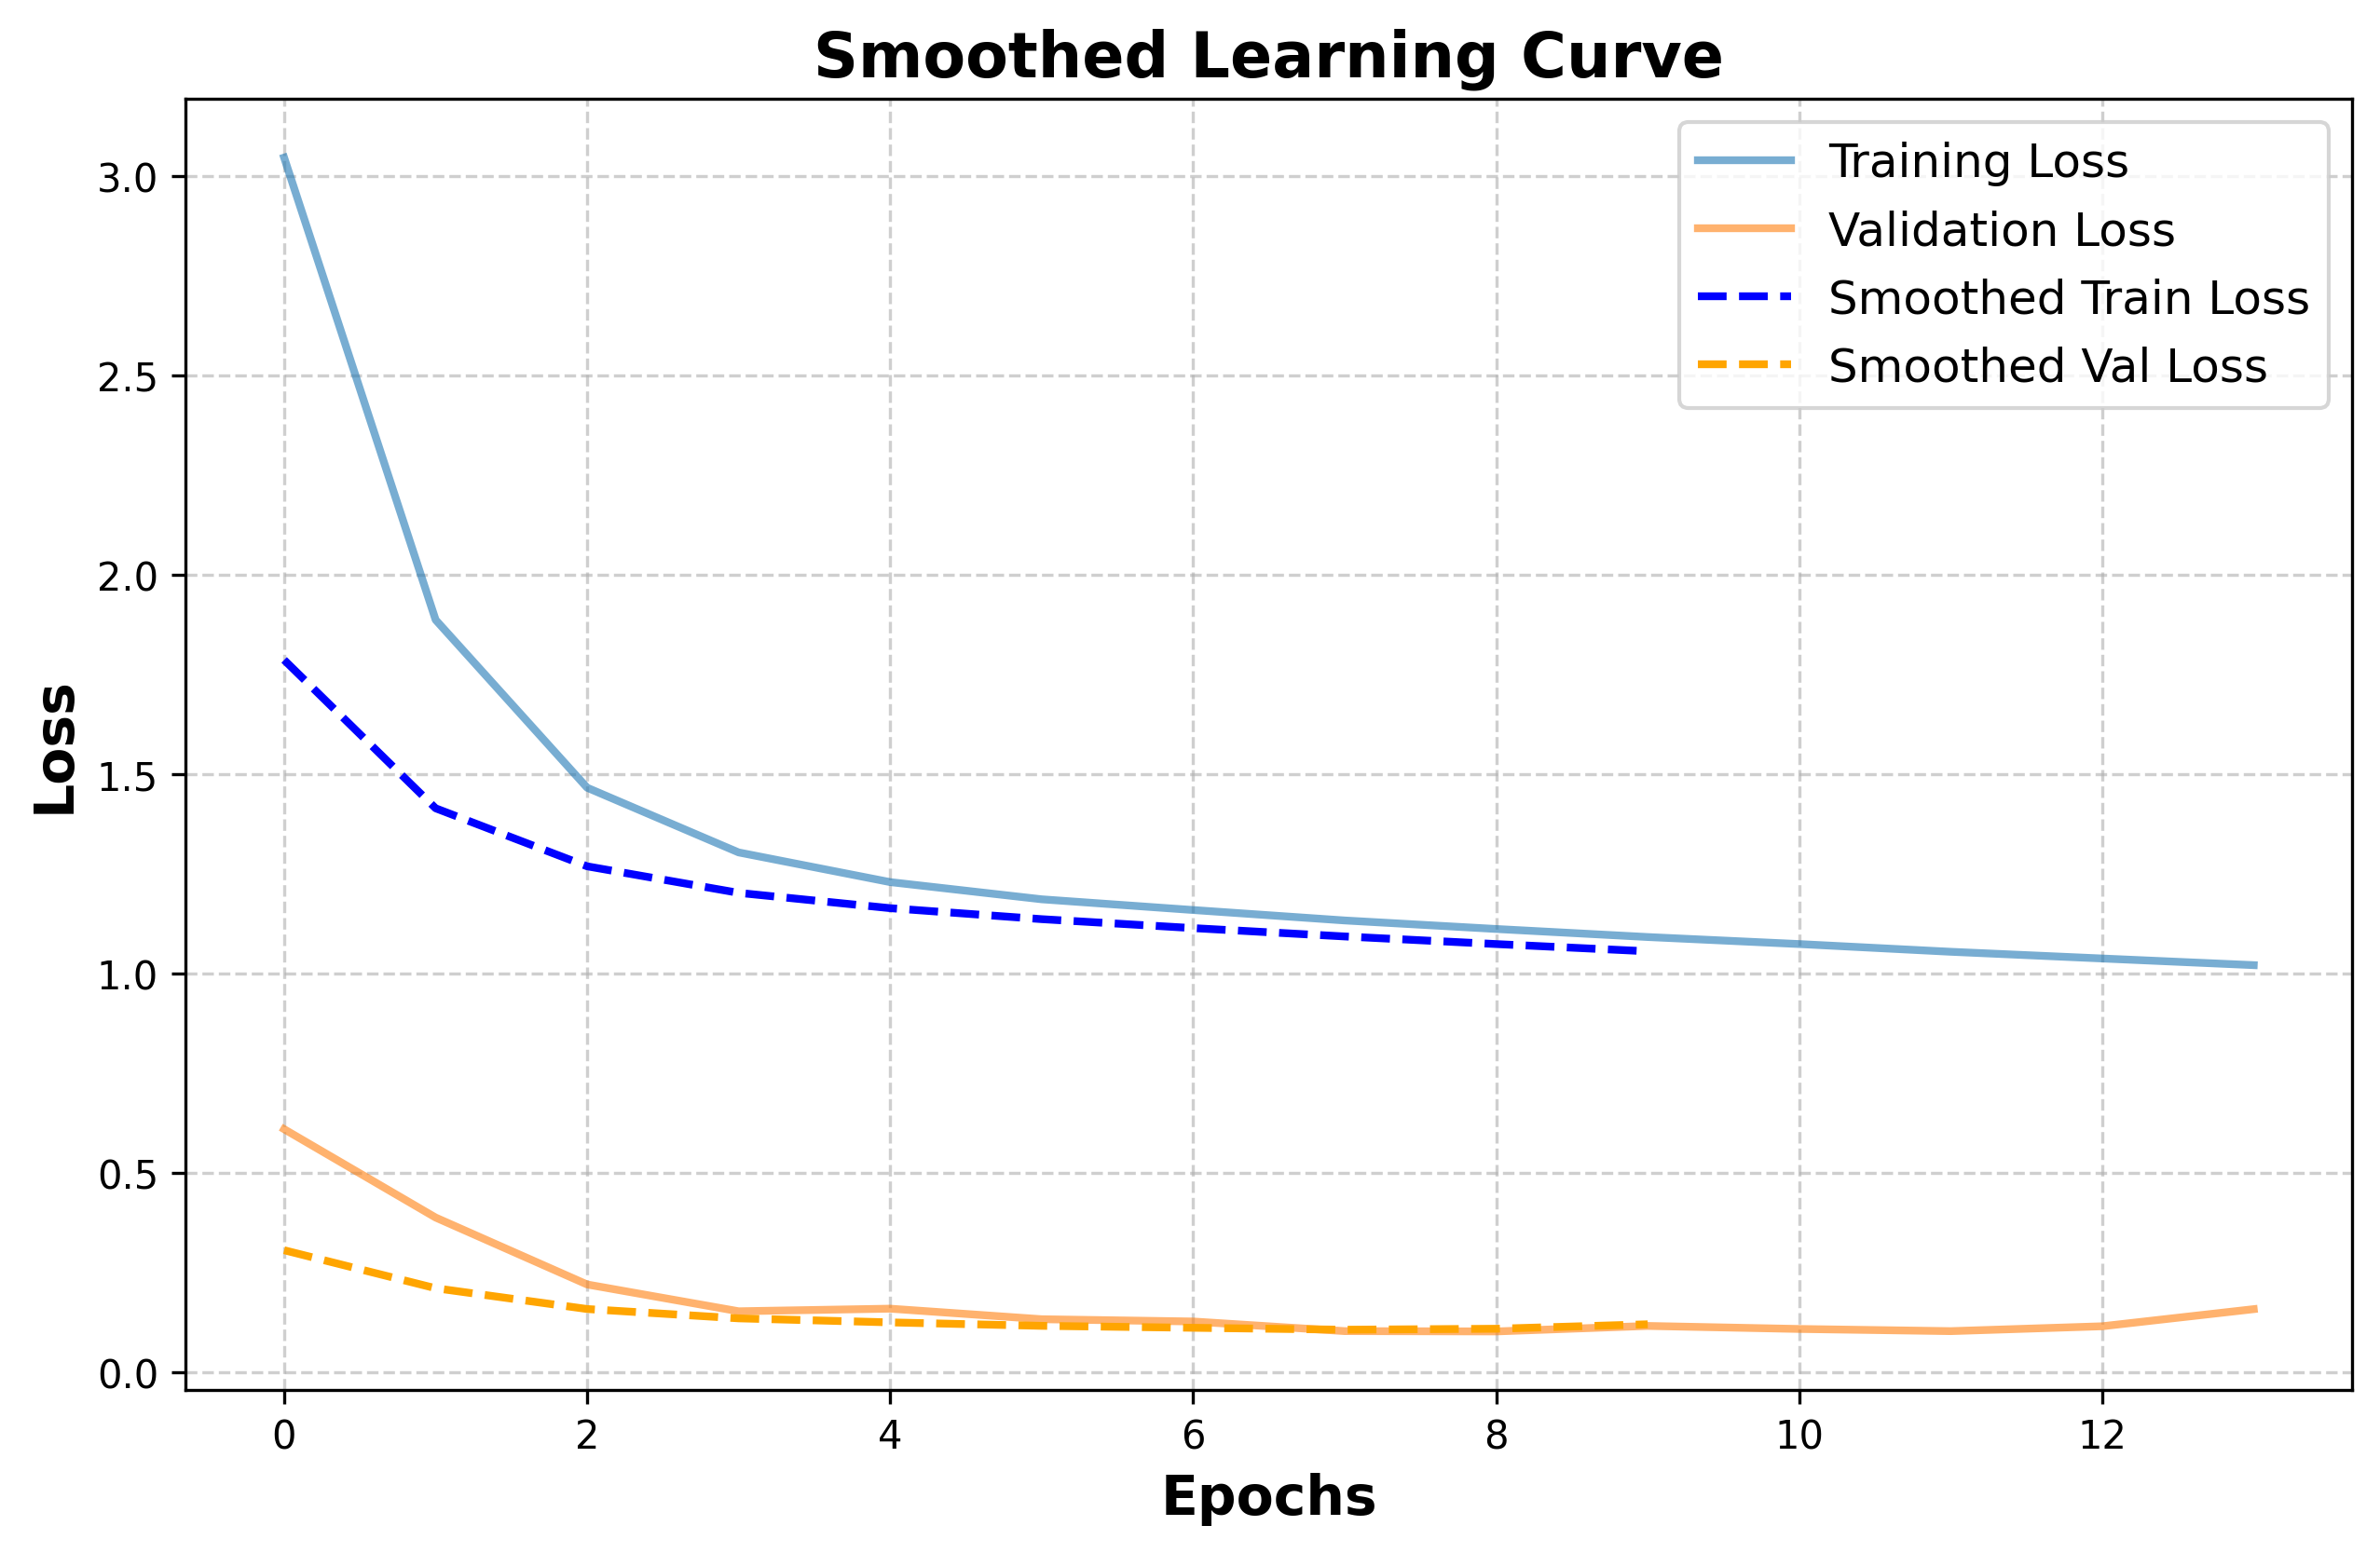 Smoothed Learning Curve
Training Loss
Validation Loss
Smoothed Train Loss
Smoothed Val Loss
Loss
3.0
2.5
2.0
1.5
1.0
0.5
0.0
0 2 4 6 8 10 12
Epochs